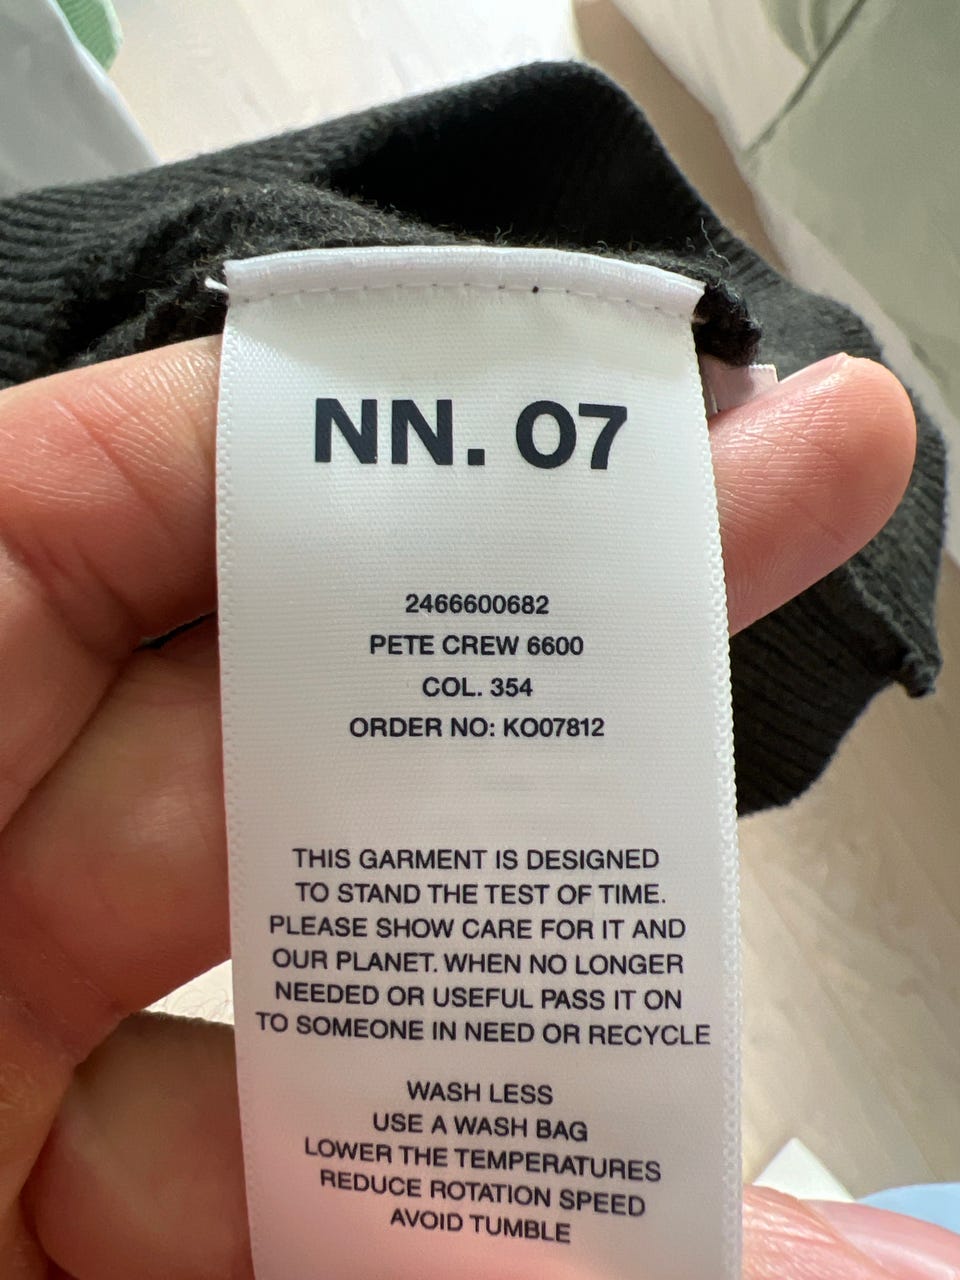 NN. 07
2466600682
PETE CREW 6600
COL. 354
ORDER NO: KO07812
THIS GARMENT IS DESIGNED
TO STAND THE TEST OF TIME.
PLEASE SHOW CARE FOR IT AND
OUR PLANET. WHEN NO LONGER
NEEDED OR USEFUL PASS IT ON
TO SOMEONE IN NEED OR RECYCLE
WASH LESS
USE A WASH BAG
LOWER THE TEMPERATURES
REDUCE ROTATION SPEED
AVOID TUMBLE